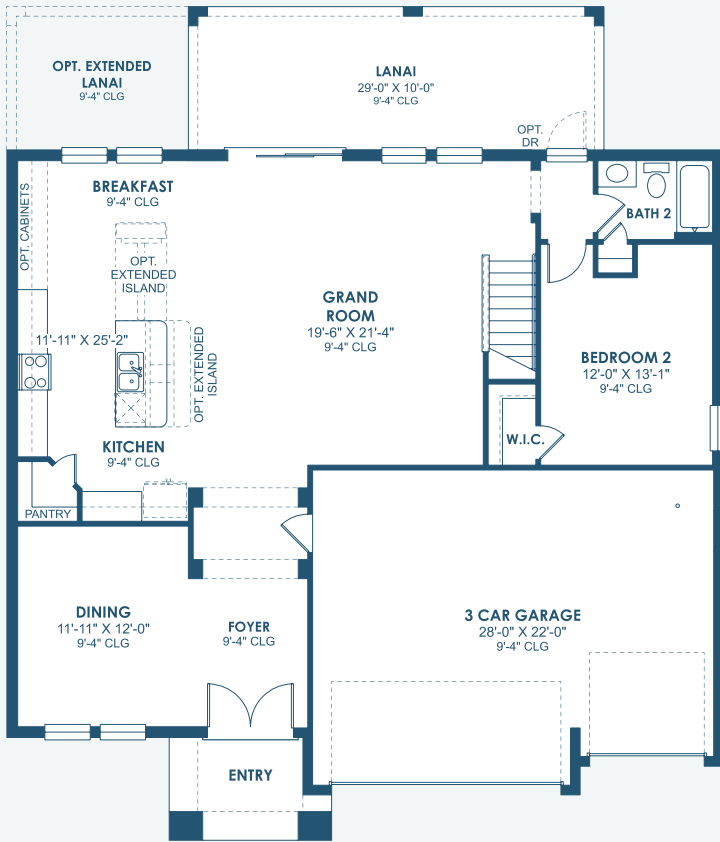 OPT. EXTENDED
LANAI
9'-4" CLG
LANAI
29'-0" X 10'-0"
9'-4" CLG
OPT.
DR
BREAKFAST
9'-4" CLG
OPT. CABINETS
BATH 2
OPT.
EXTENDED
ISLAND
GRAND
ROOM
19'-6" X 21'-4"
9'-4" CLG
11'-11" X 25'-2"
OPT. EXTENDED
ISLAND
BEDROOM 2
12'-0" X 13'-1"
9'-4" CLG
KITCHEN
9'-4" CLG
W.I.C.
PANTRY
DINING
11'-11" X 12'-0"
9'-4" CLG
FOYER
9'-4" CLG
3 CAR GARAGE
28'-0" X 22'-0"
9'-4" CLG
ENTRY